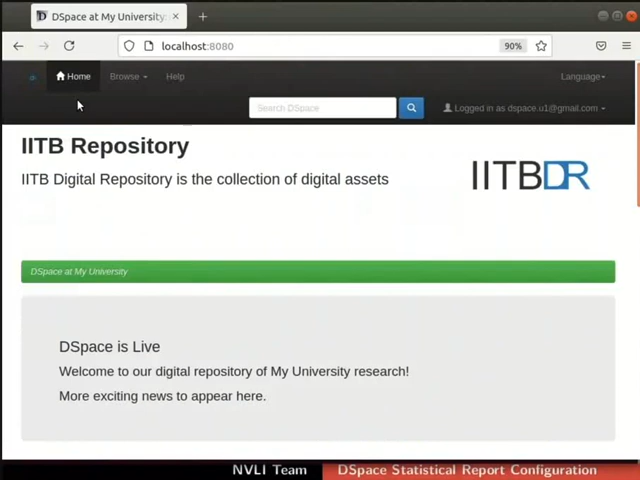 DSpace at My University:
localhost:8080
90%
Home Browse Help Language
Search DSpace Logged in as dspace.u1@gmail.com
IITB Repository
IITB Digital Repository is the collection of digital assets
IITBDR
DSpace at My University
DSpace is Live
Welcome to our digital repository of My University research!
More exciting news to appear here.
NVLI Team DSpace Statistical Report Configuration